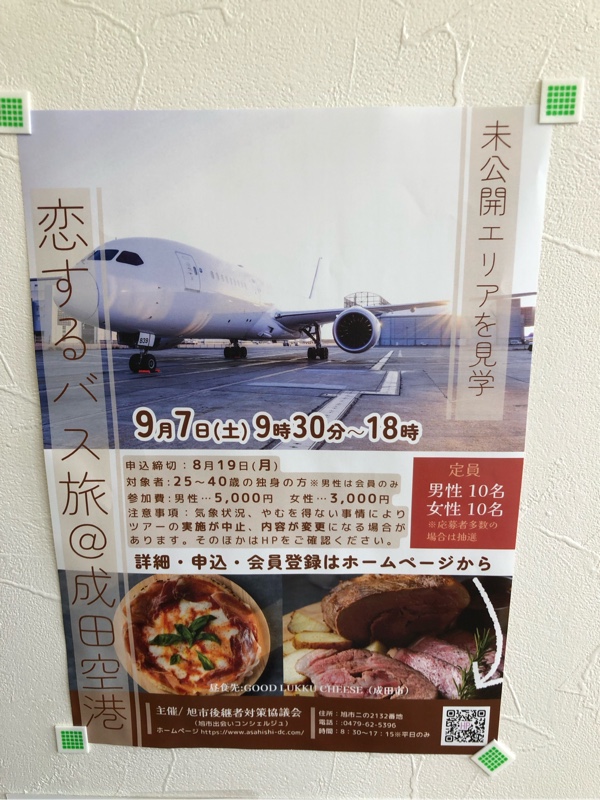 未公開エリアを見学
恋するバス旅@成田空港
839
9月7日(土) 9時30分～18時
申込締切：8月19日(月)
対象者：25～40歳の独身の方※男性は会員のみ
参加費：男性…5,000円 女性…3,000円
注意事項：気象状況、やむを得ない事情により
ツアーの実施が中止、内容が変更になる場合が
あります。そのほかはHPをご確認ください。
定員
男性 10名
女性 10名
※応募者多数の
場合は抽選
詳細・申込・会員登録はホームページから
昼食先:GOOD LUKKU CHEESE（成田市）
主催/ 旭市後継者対策協議会
（旭市出会いコンシェルジュ）
ホームページ https://www.asahishi-dc.com/
住所：旭市二の2132番地
電話：0479-62-5396
時間：8：30～17：15※平日のみ